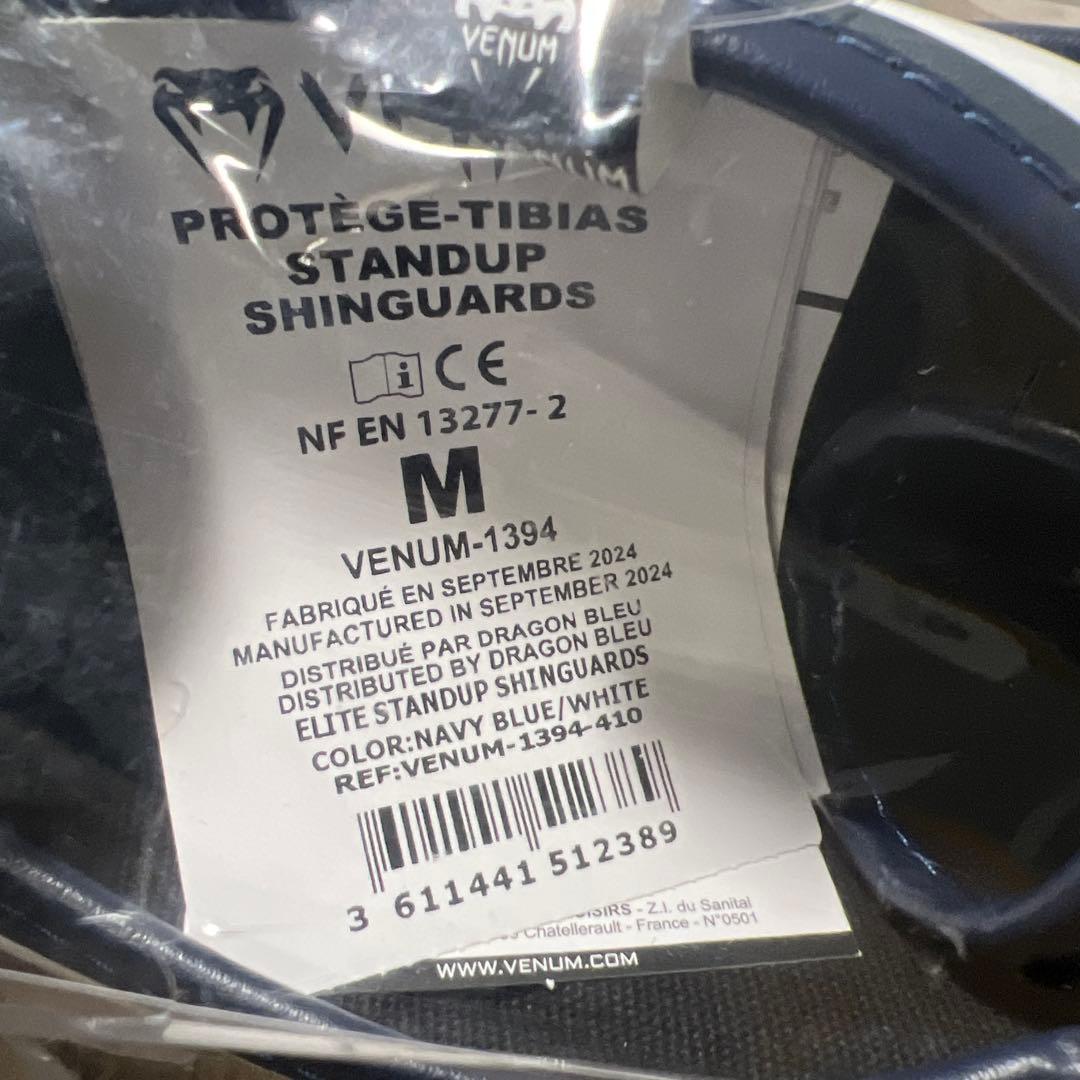 VENUM
PROTÈGE-TIBIAS
STANDUP
SHINGUARDS
i CE
NF EN 13277- 2
M
VENUM-1394
FABRIQUÉ EN SEPTEMBRE 2024
MANUFACTURED IN SEPTEMBER 2024
DISTRIBUÉ PAR DRAGON BLEU
DISTRIBUTED BY DRAGON BLEU
ELITE STANDUP SHINGUARDS
COLOR:NAVY BLUE/WHITE
REF:VENUM-1394-410
3 611441 512389
- Z.I. du Sanital
Chatellerault - France - N°0501
WWW.VENUM.COM